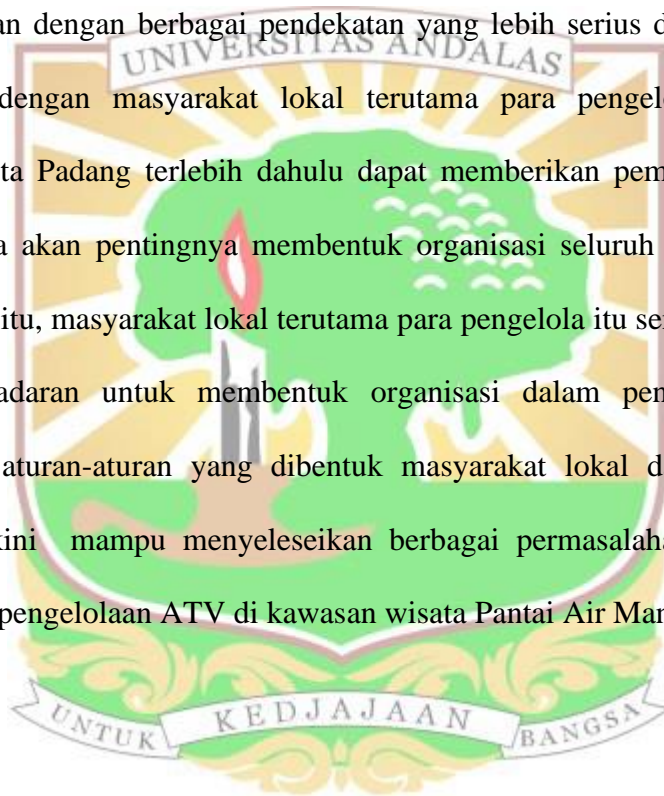 an dengan berbagai pendekatan yang lebih serius d
UNIVERSITAS ANDALAS
dengan masyarakat lokal terutama para pengel
ta Padang terlebih dahulu dapat memberikan pem
a akan pentingnya membentuk organisasi seluruh
itu, masyarakat lokal terutama para pengelola itu ser
adaran untuk membentuk organisasi dalam pen
aturan-aturan yang dibentuk masyarakat lokal d
kini mampu menyeleseikan berbagai permasalaha
pengelolaan ATV di kawasan wisata Pantai Air Man
UNTUK KEDJAJAAN BANGSA